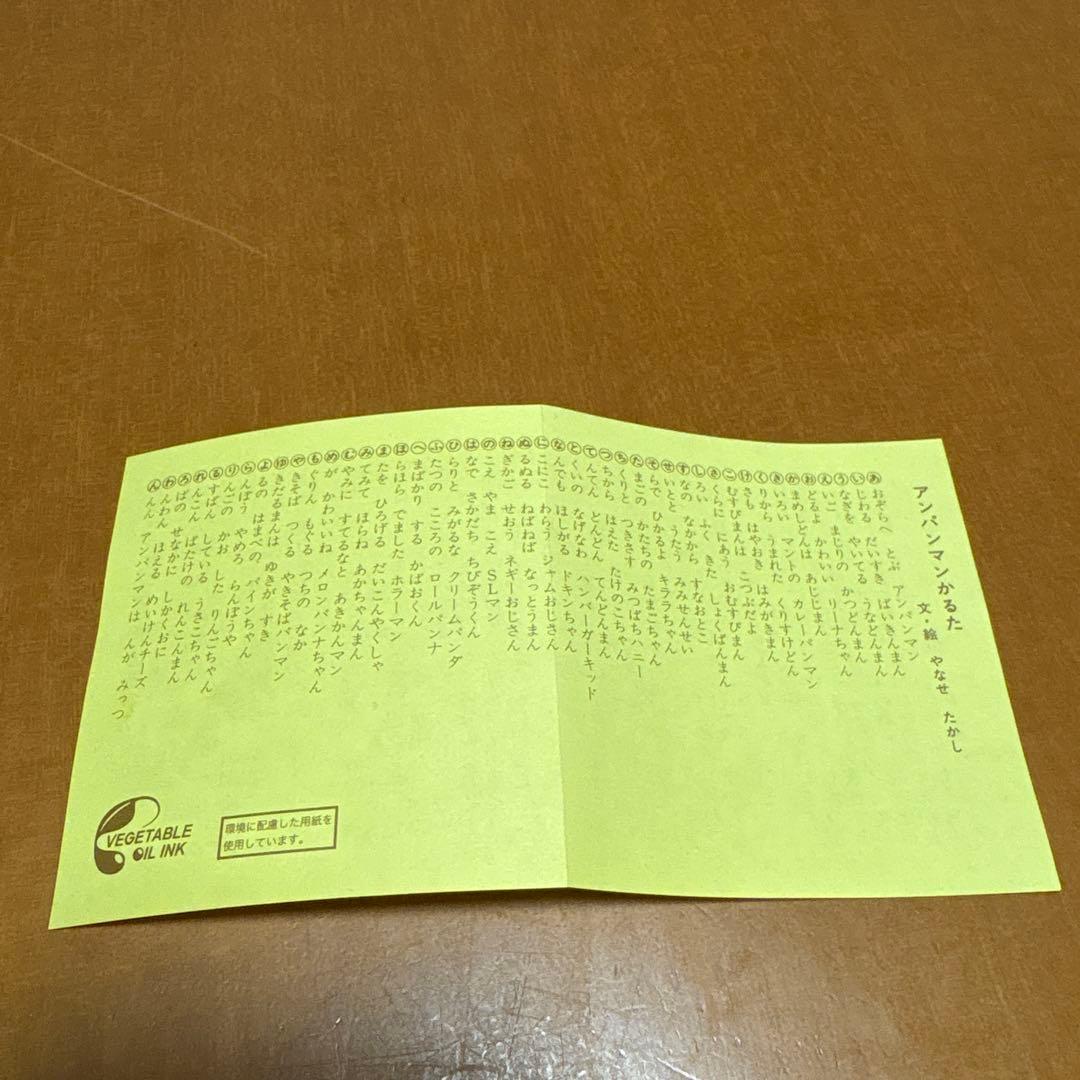 アンパンマンかるた
文・絵 やなせ たかし
あおぞらへ とぶ アンパンマン
いじわる だいすき ばいきんまん
うなぎを やいてる うなどんまん
えいご まじりの かつどんまん
おどるよ かわいい リーナちゃん
かまめしどんは あじじまん
きいろい マントの カレーパンマン
くりから うまれた くりすけどん
けさも はやおき はみがきまん
こむすびまんは こつぶだよ
さくらに にあう おむすびまん
しろい ふく きた しょくぱんまん
すなの なかから すなおとこ
せいとと うたう みみせんせい
そらで ひかるよ キララちゃん
たまごの かたちの たまごちゃん
ちくりと つきさす みつばちハニー
つちから はえた たけのこちゃん
てんてん どんどん てんどんまん
とくいの なげなわ ハンバーガーキッド
なんでも ほしがる ドキンちゃん
にこにこ わらう ジャムおじさん
ぬるぬる ねばねば なっとうまん
ねぎかご せおう ネギーおじさん
のこえ やま こえ SLマン
はなで さかだち ちびぞうくん
ひらりと みがるな クリームパンダ
ふたつの こころの ロールパンナ
へまばかり する かばおくん
ほらほら でました ホラーマン
またを ひろげる だいこんやくしゃ
みてみて ほらね あかちゃんまん
むやみに すてるなと あきかんマン
めが かわいいね メロンパンナちゃん
もぐりん もぐる つちの なか
やきそば つくる やきそばパンマン
ゆきだるまんは ゆきが すき
よるの はまべの パインちゃん
らんぼう やめろ らんぼうや
りんごの かお した りんごちゃん
るすばん している うさこちゃん
れんこん ばたけの れんこんまん
ろばの せなかに しかくおに
わんわん ほえる めいけんチーズ
んんん アンパンマンは んが みっつ
VEGETABLE
OIL INK
環境に配慮した用紙を
使用しています。